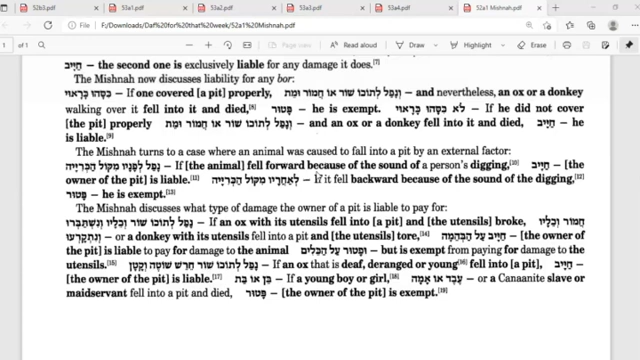 52b3.pdf 53a1.pdf 53a2.pdf 53a3.pdf 53a4.pdf 52a1 Mishnah.pdf
F:/Downloads/Daf%20for%20that%20week/52a1%20Mishnah.pdf
1 of 1 Page view Read aloud Draw Highlight Erase
חַיָּיב – the second one is exclusively liable for any damage it does.[7]
The Mishnah now discusses liability for any bor:
כִּסָּהוּ כָּרָאוּי – If one covered [a pit] properly, וְנָפַל לְתוֹכוֹ שׁוֹר אוֹ חֲמוֹר וּמֵת – and nevertheless, an ox or a donkey
walking over it fell into it and died,[8] פָּטוּר – he is exempt. לֹא כִּסָּהוּ כָּרָאוּי – If he did not cover
[the pit] properly וְנָפַל לְתוֹכוֹ שׁוֹר אוֹ חֲמוֹר וּמֵת – and an ox or a donkey fell into it and died, חַיָּיב – he
is liable.[9]
The Mishnah turns to a case where an animal was caused to fall into a pit by an external factor:
נָפַל לְפָנָיו מִקּוֹל הַכְּרִיָּיה – If [the animal] fell forward because of the sound of a person's digging,[10] חַיָּיב – [the
owner of the pit] is liable.[11] לְאַחֲרָיו מִקּוֹל הַכְּרִיָּיה – If it fell backward because of the sound of the digging,[12]
פָּטוּר – he is exempt.[13]
The Mishnah discusses what type of damage the owner of a pit is liable to pay for:
נָפַל לְתוֹכוֹ שׁוֹר וְכֵלָיו וְנִשְׁתַּבְּרוּ – If an ox with its utensils fell into [a pit] and [the utensils] broke, חֲמוֹר וְכֵלָיו
וְנִתְקָרְעוּ – or a donkey with its utensils fell into a pit and [the utensils] tore,[14] חַיָּיב עַל הַבְּהֵמָה – [the owner of
the pit] is liable to pay for damage to the animal וּפָטוּר עַל הַכֵּלִים – but is exempt from paying for damage to the
utensils.[15] נָפַל לְתוֹכוֹ שׁוֹר חֵרֵשׁ שׁוֹטֶה וְקָטָן – If an ox that is deaf, deranged or young[16] fell into [a pit], חַיָּיב –
[the owner of the pit] is liable.[17] בֵּן אוֹ בַת – If a young boy or girl,[18] עֶבֶד אוֹ אָמָה – or a Canaanite slave or
maidservant fell into a pit and died, פָּטוּר – [the owner of the pit] is exempt.[19]